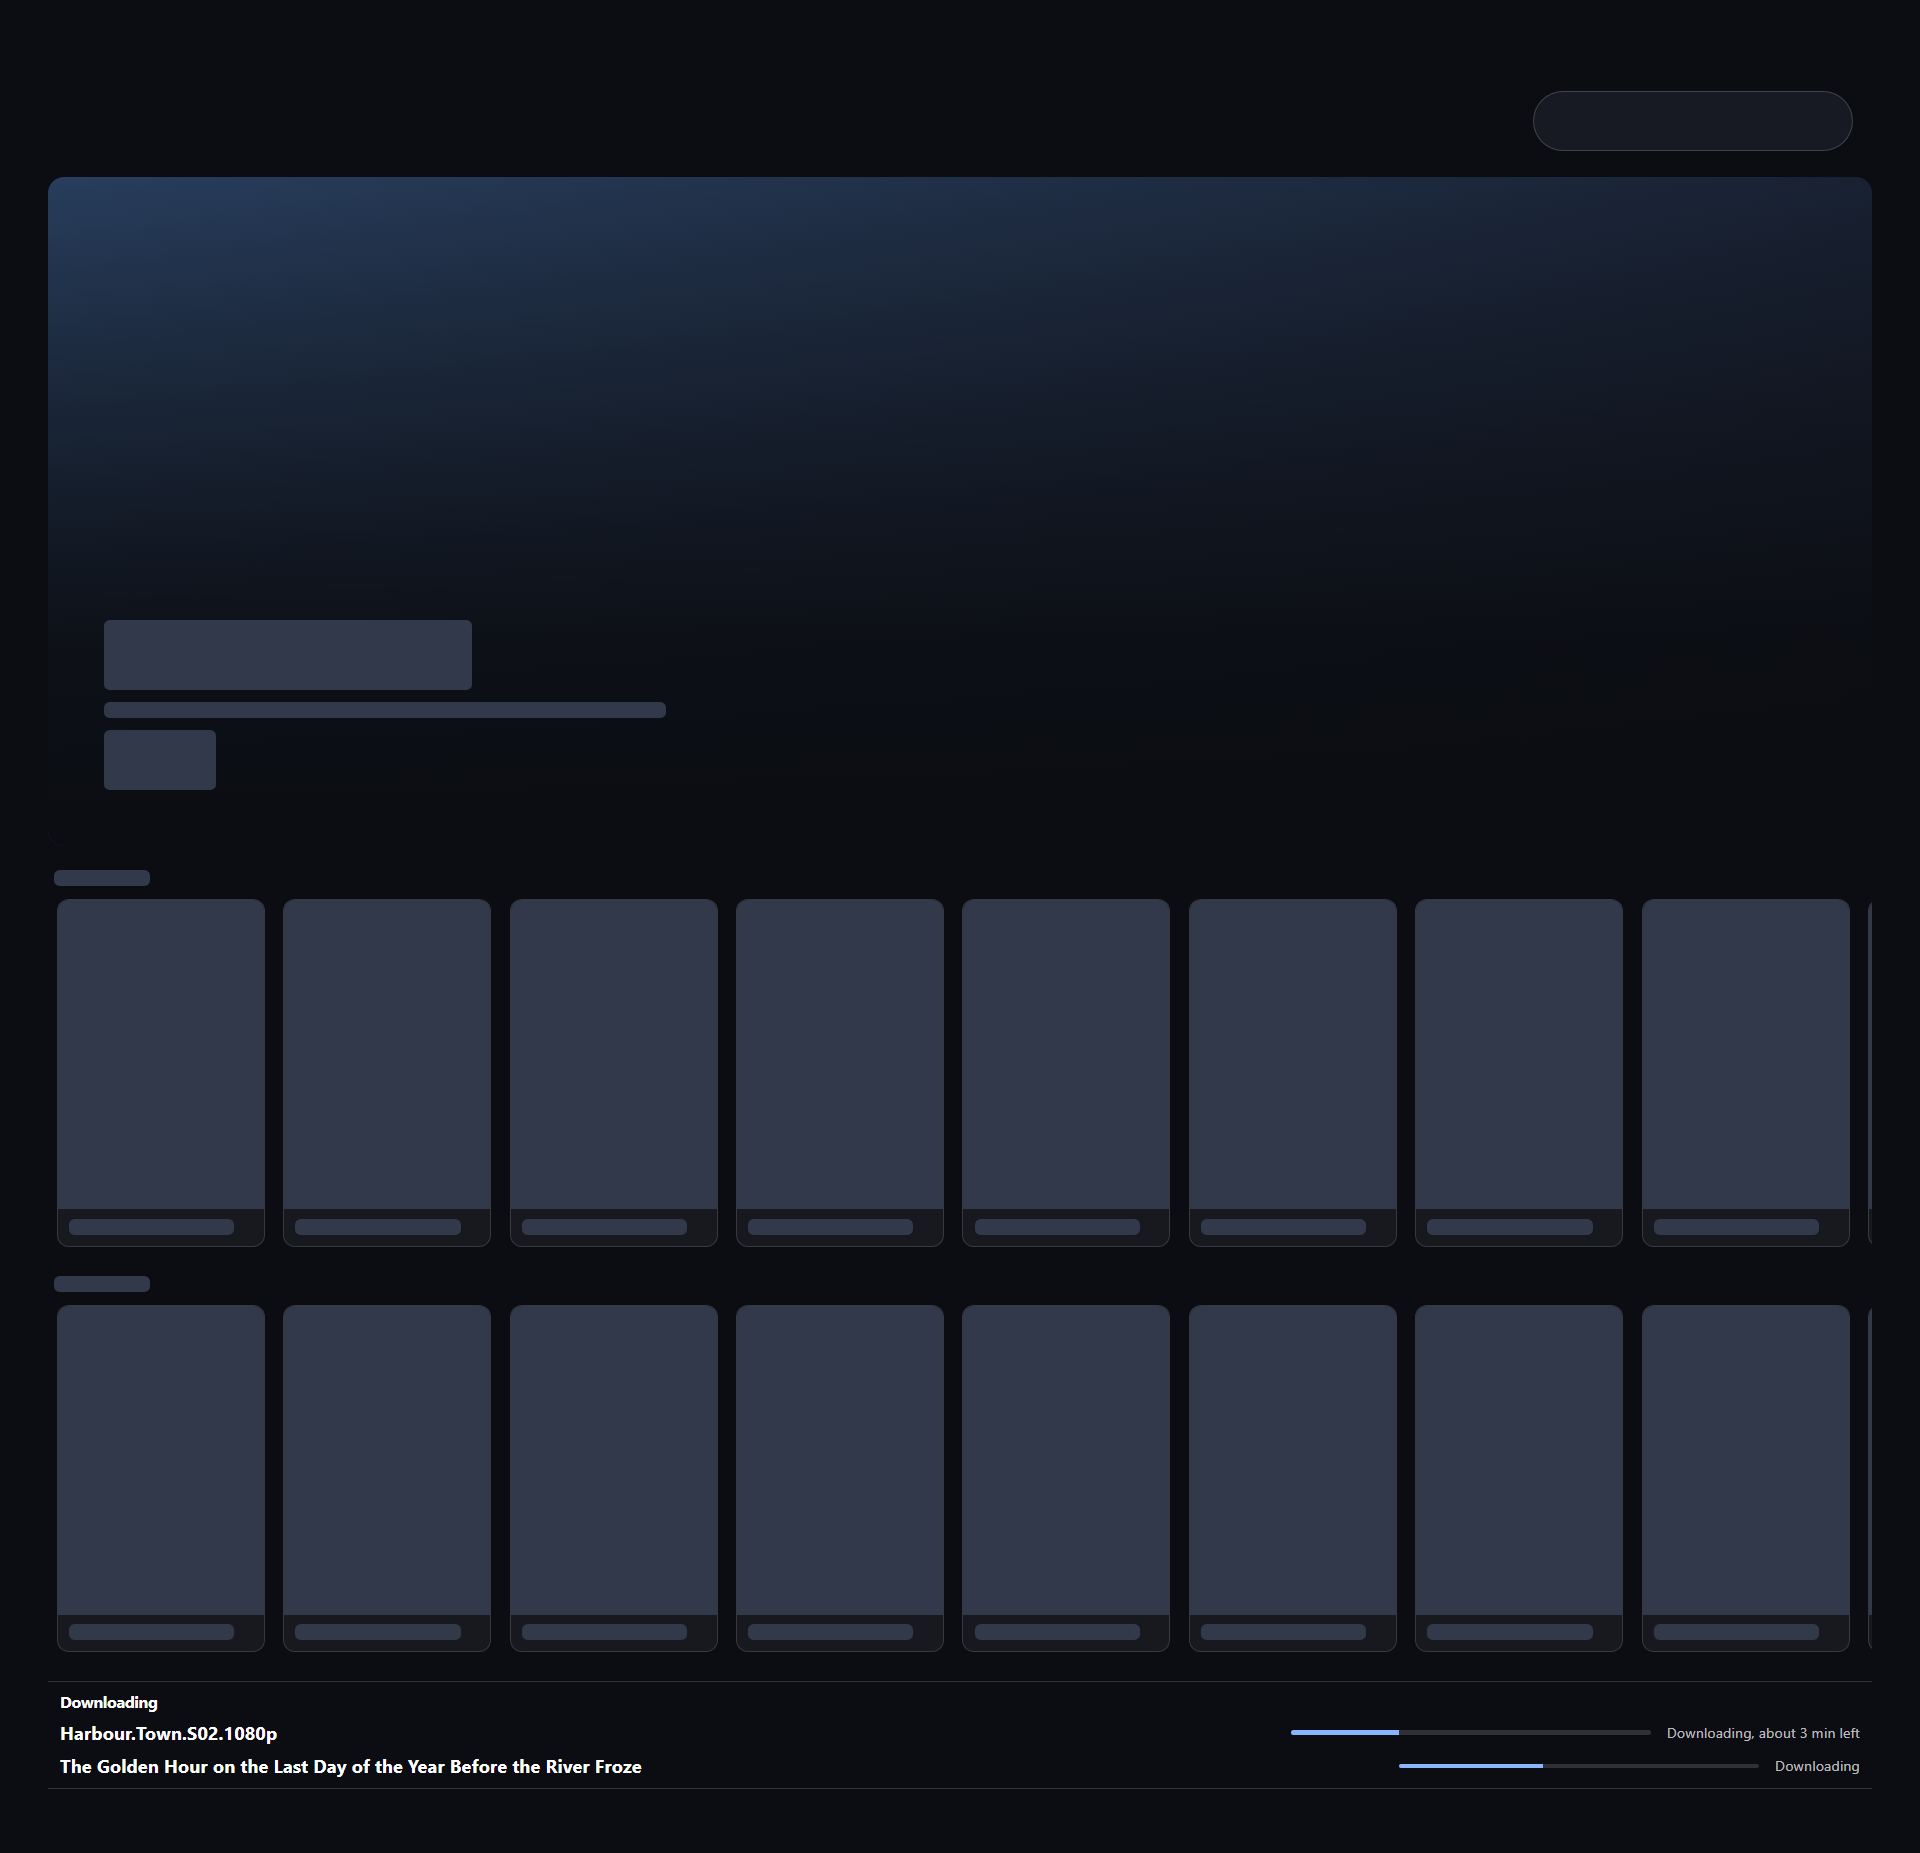 Downloading
Harbour.Town.S02.1080p
Downloading, about 3 min left
The Golden Hour on the Last Day of the Year Before the River Froze
Downloading